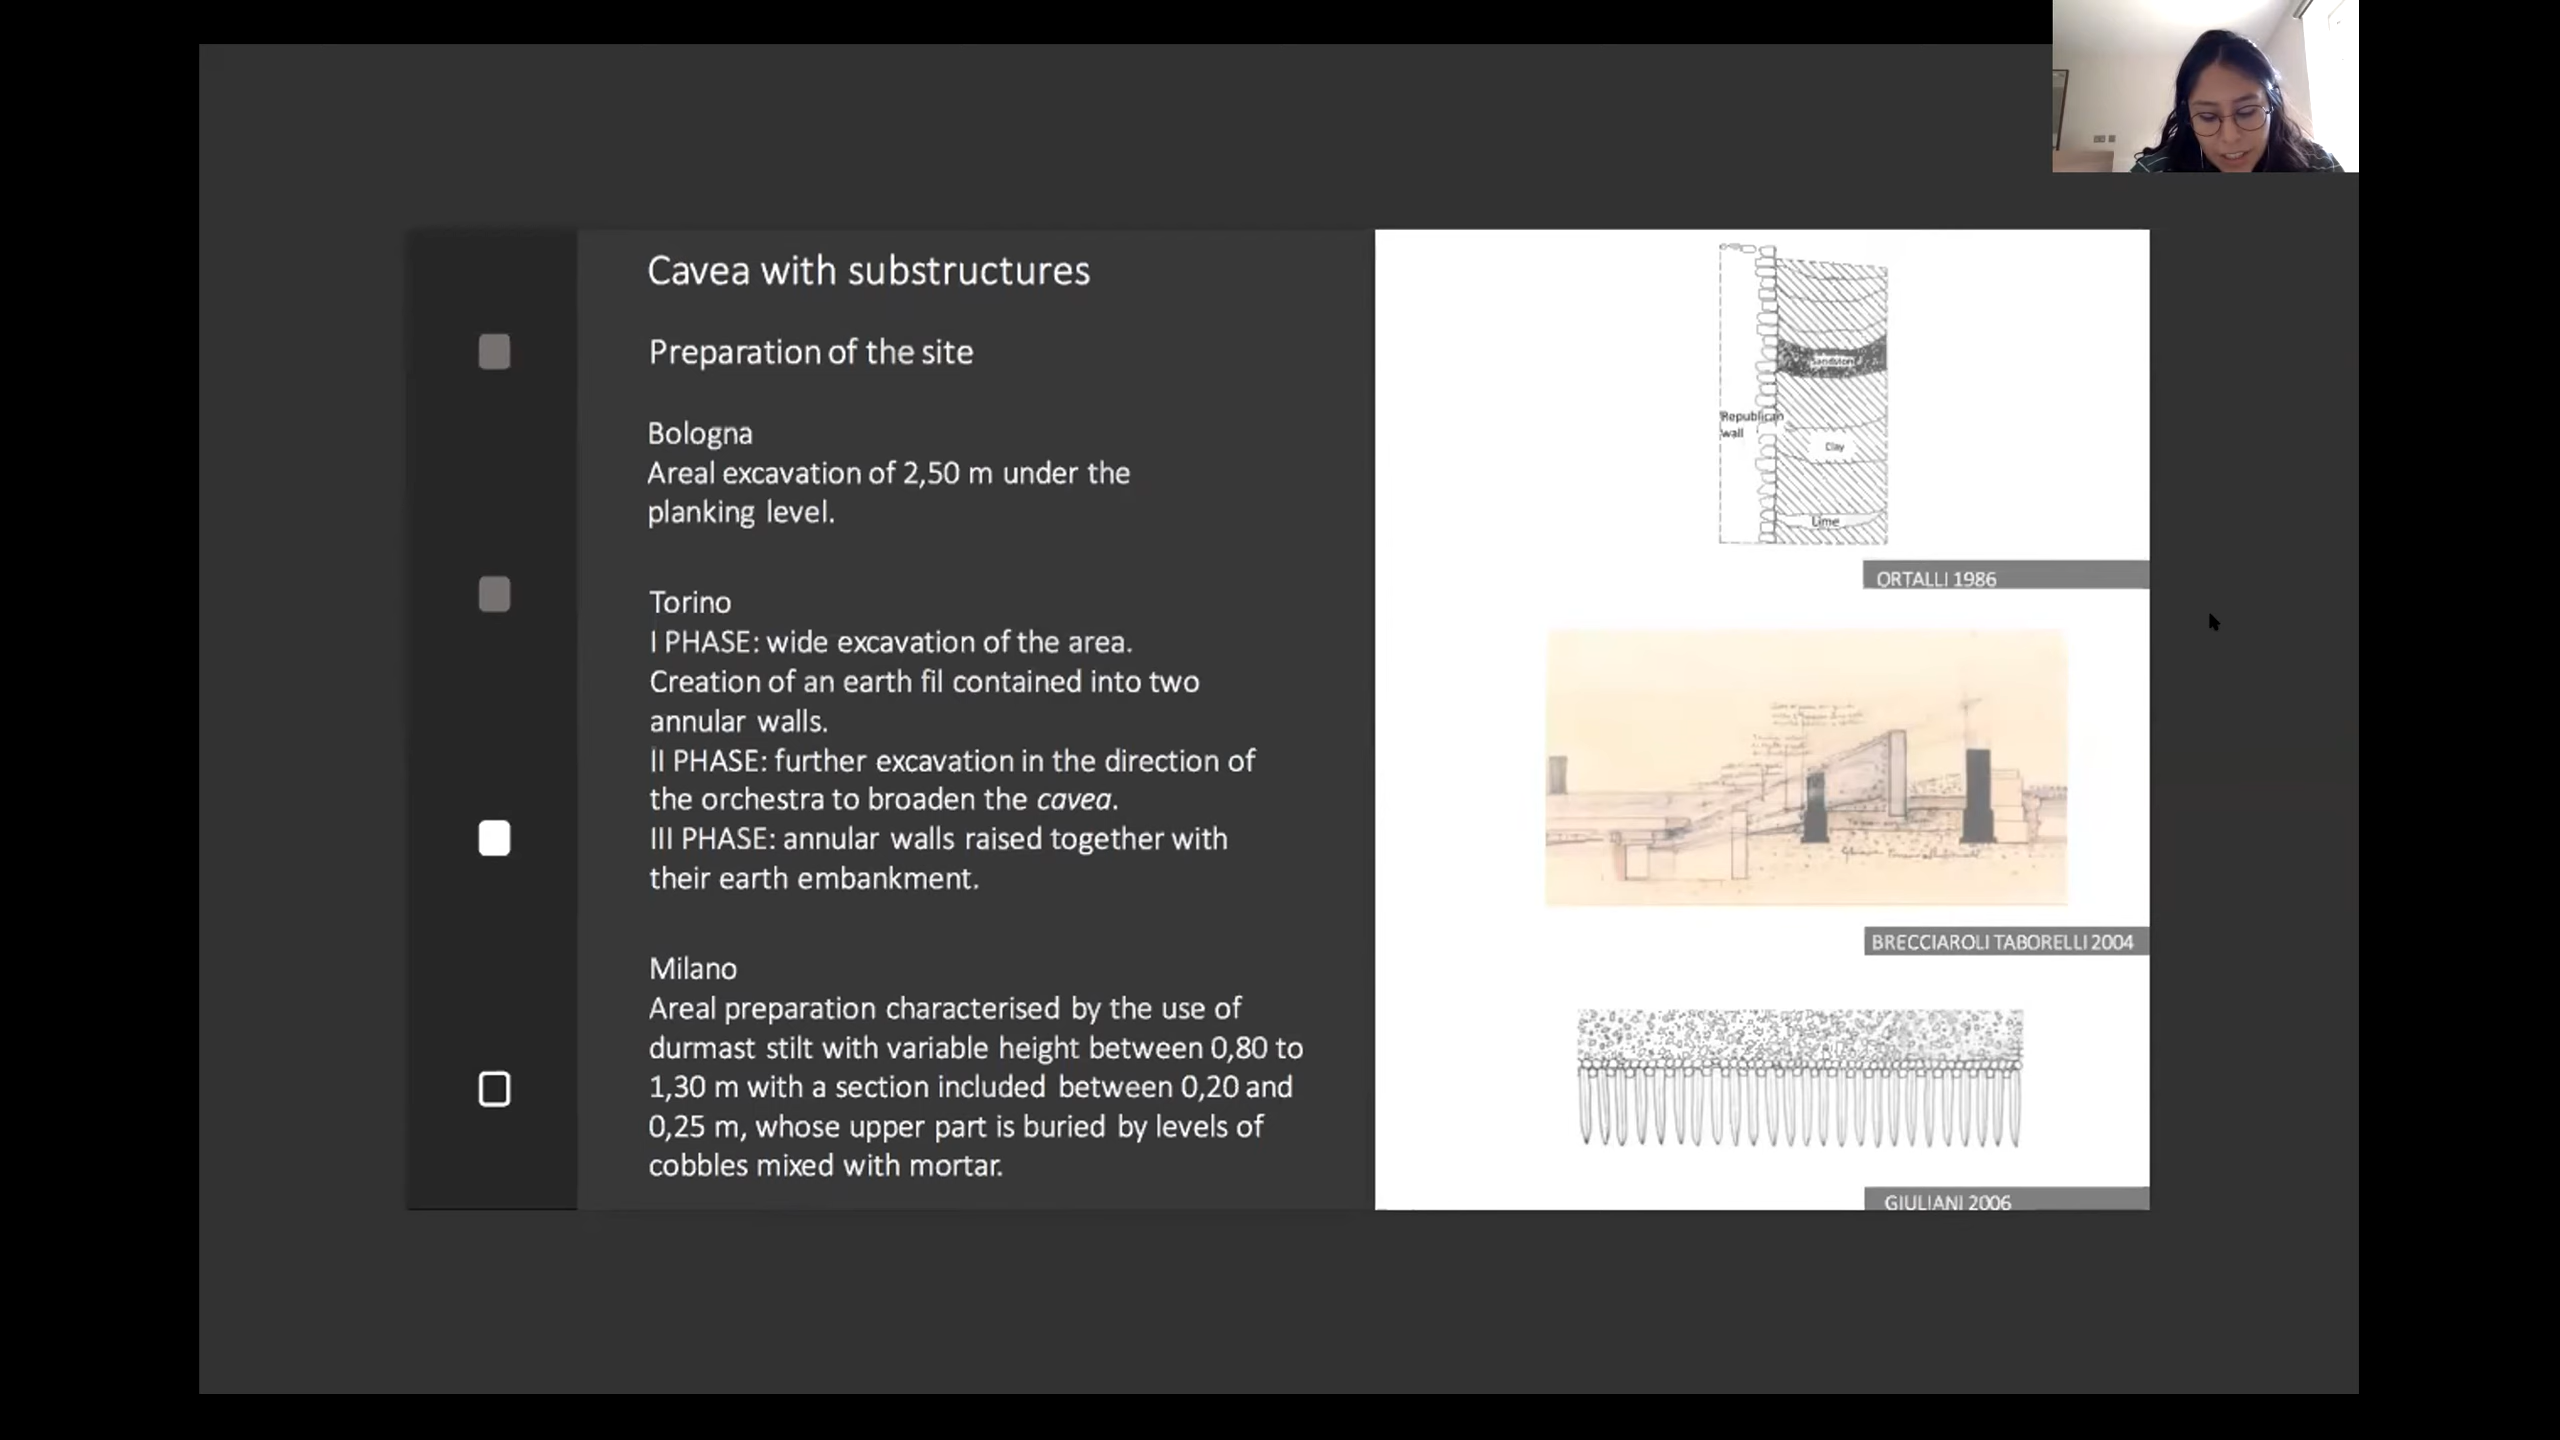 Cavea with substructures
Preparation of the site
Bologna
Areal excavation of 2,50 m under the
planking level.
Torino
I PHASE: wide excavation of the area.
Creation of an earth fil contained into two
annular walls.
II PHASE: further excavation in the direction of
the orchestra to broaden the cavea.
III PHASE: annular walls raised together with
their earth embankment.
Milano
Areal preparation characterised by the use of
durmast stilt with variable height between 0,80 to
1,30 m with a section included between 0,20 and
0,25 m, whose upper part is buried by levels of
cobbles mixed with mortar.
Sandston
Republican
wall
Clay
Lime
ORTALLI 1986
BRECCIAROLI TABORELLI 2004
GIULIANI 2006